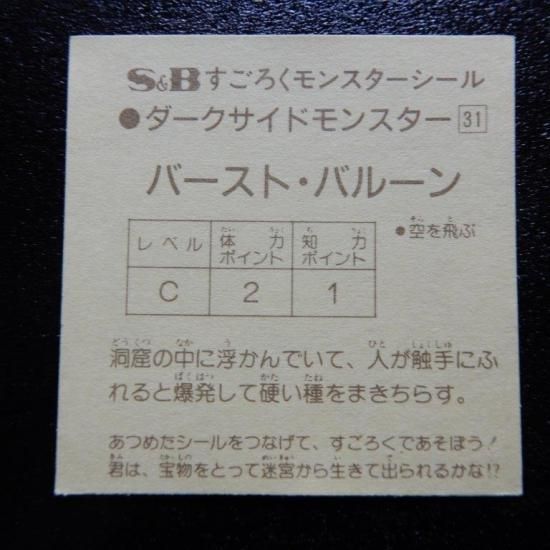 S&Bすごろくモンスターシール
●ダークサイドモンスター 31
バースト・バルーン
レベル 体力ポイント 知力ポイント
C 2 1
●空を飛ぶ
洞窟の中に浮かんでいて、人が触手にふ
れると爆発して硬い種をまきちらす。
あつめたシールをつなげて、すごろくであそぼう!
君は、宝物をとって迷宮から生きて出られるかな!?